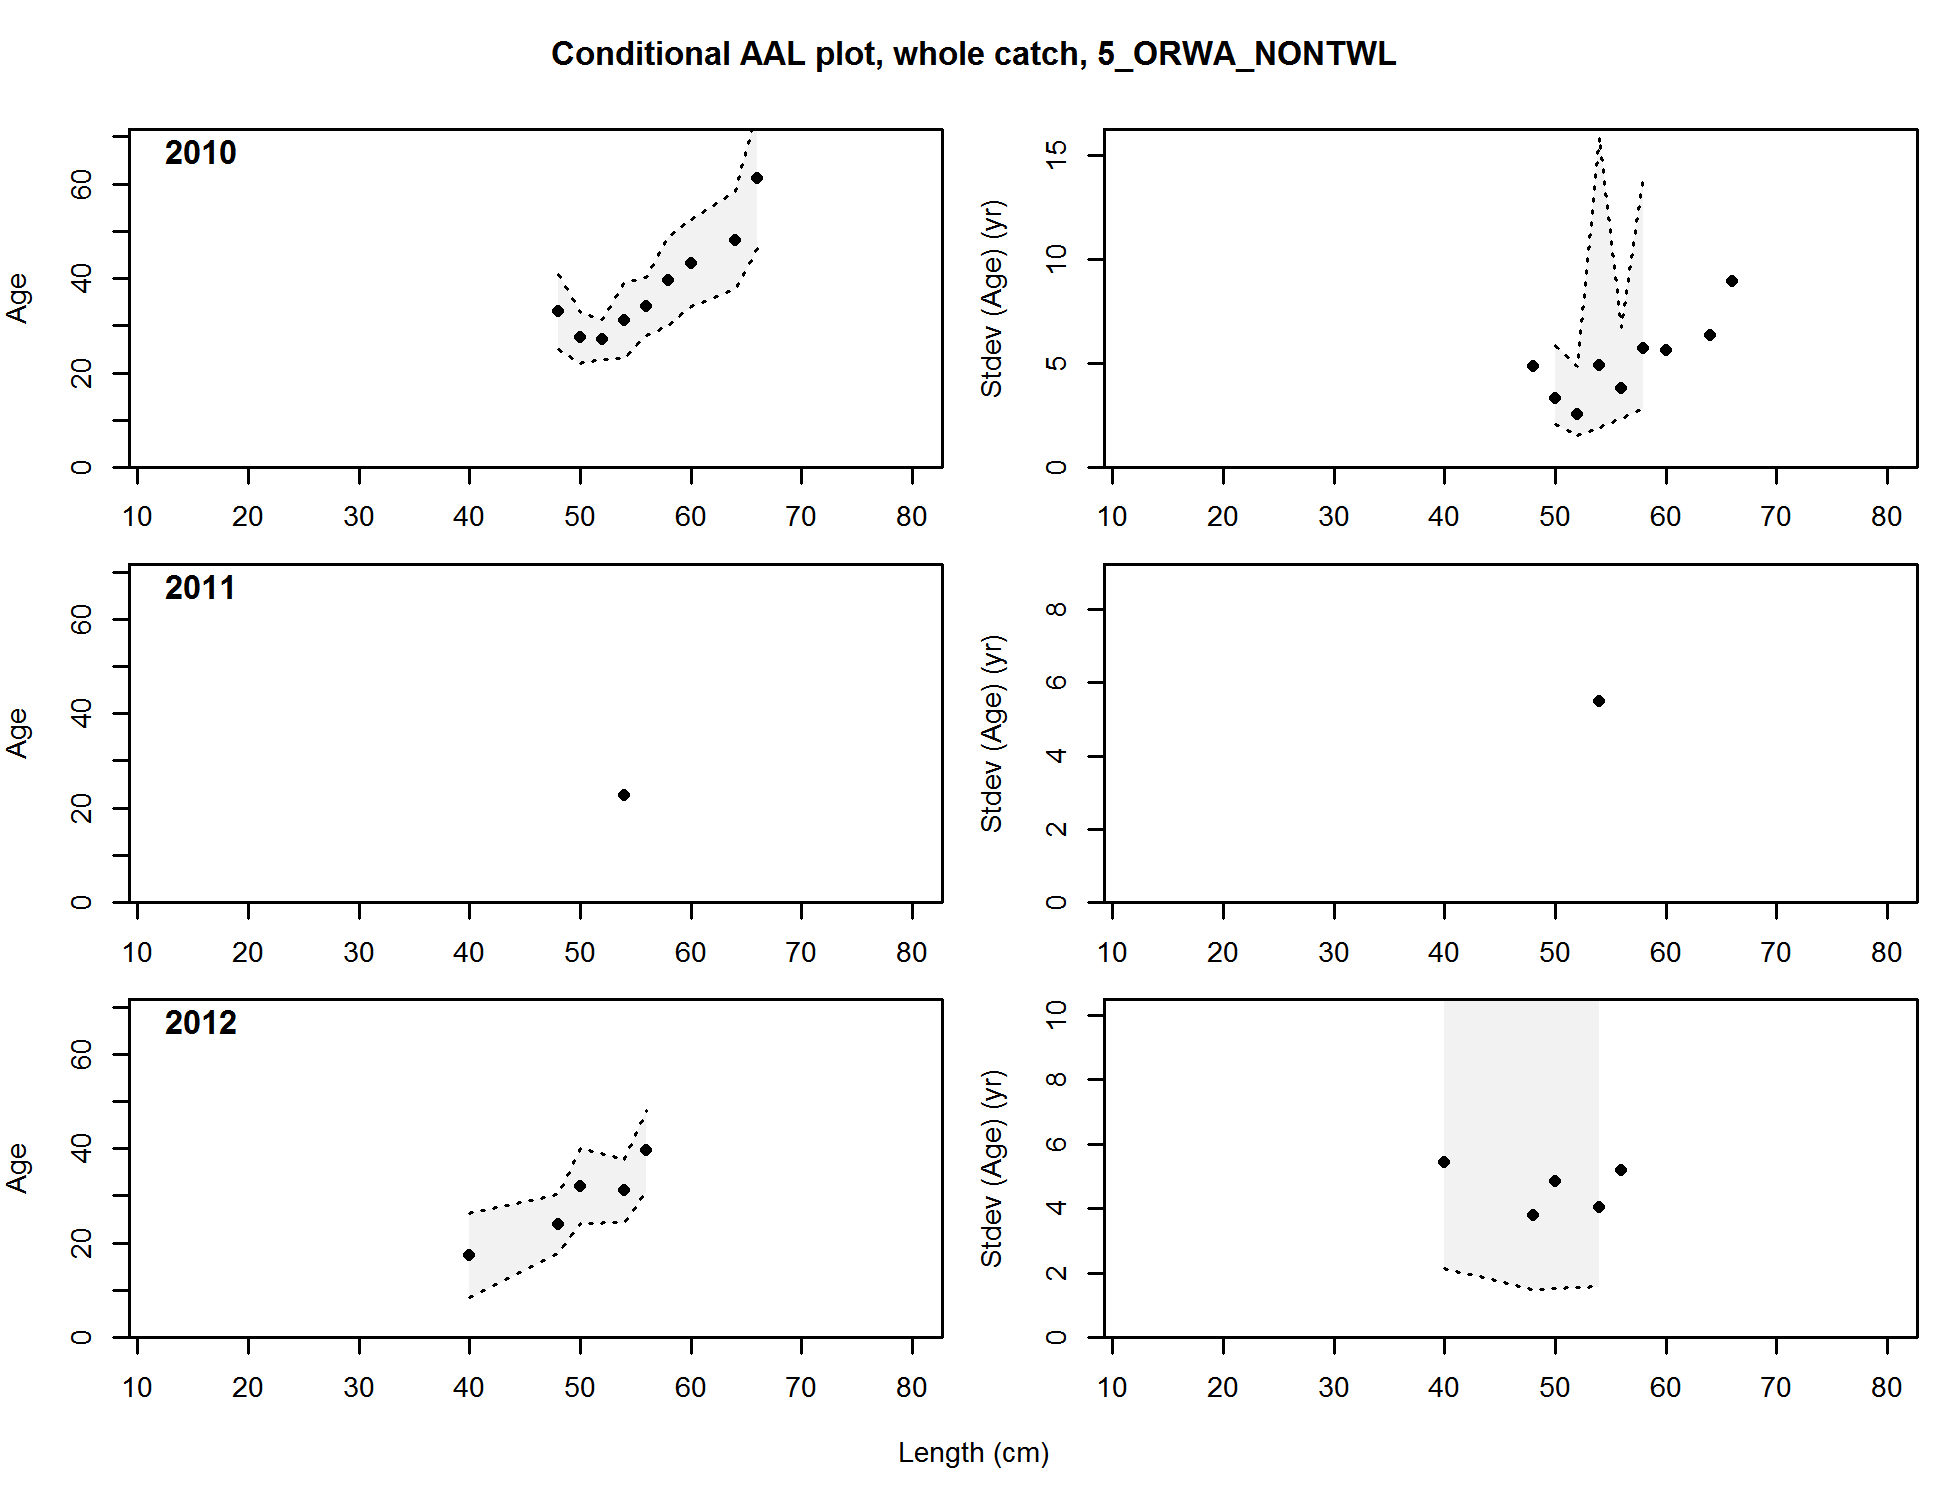 Conditional AAL plot, whole catch, 5_ORWA_NONTWL
2010
Age
0 20 40 60
10 20 30 40 50 60 70 80
Stdev (Age) (yr)
0 5 10 15
10 20 30 40 50 60 70 80
2011
Age
0 20 40 60
10 20 30 40 50 60 70 80
Stdev (Age) (yr)
0 2 4 6 8
10 20 30 40 50 60 70 80
2012
Age
0 20 40 60
10 20 30 40 50 60 70 80
Stdev (Age) (yr)
0 2 4 6 8 10
10 20 30 40 50 60 70 80
Length (cm)